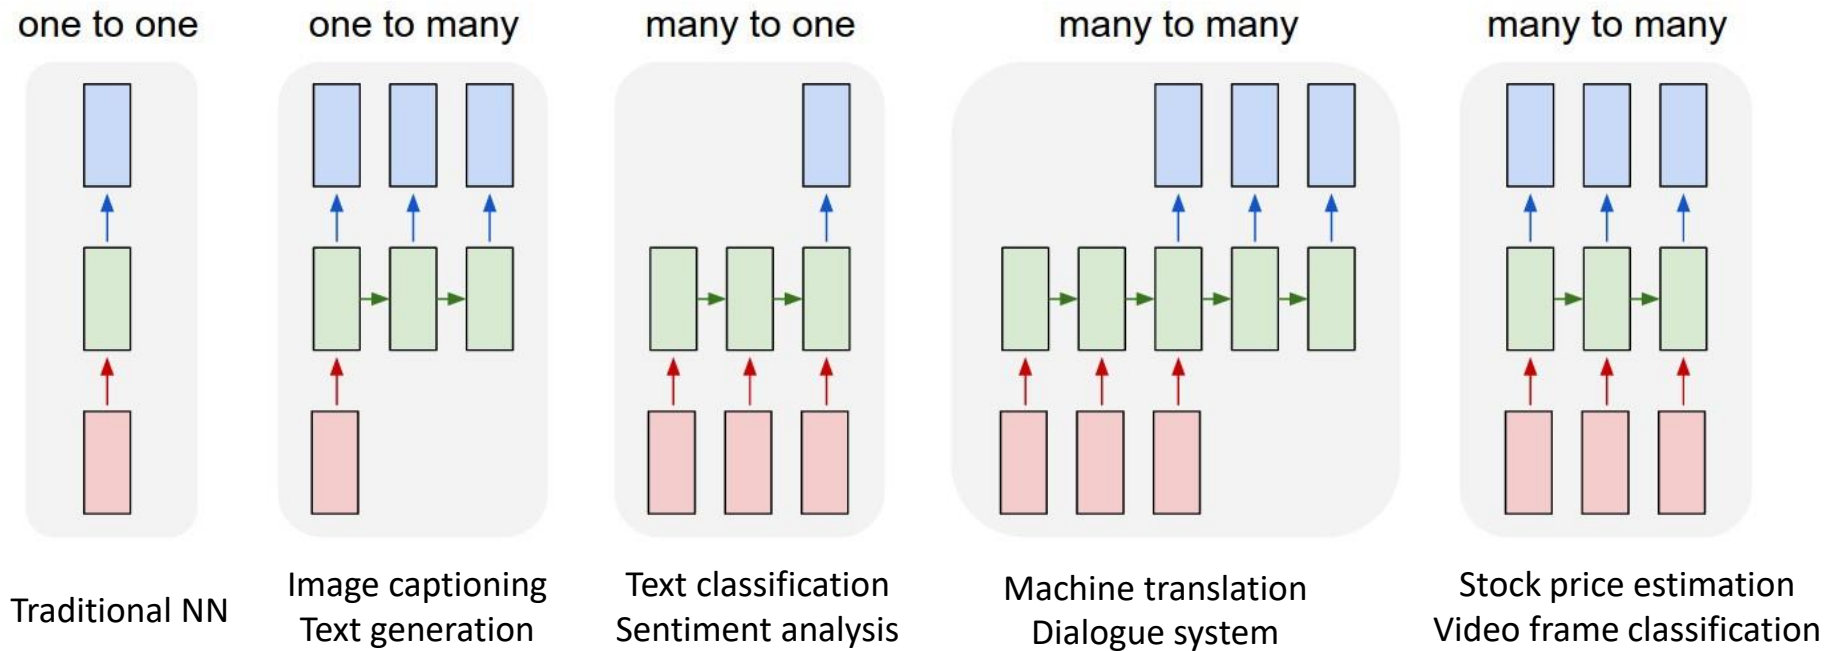 one to one
one to many
many to one
many to many
many to many
Traditional NN
Image captioning
Text generation
Text classification
Sentiment analysis
Machine translation
Dialogue system
Stock price estimation
Video frame classification